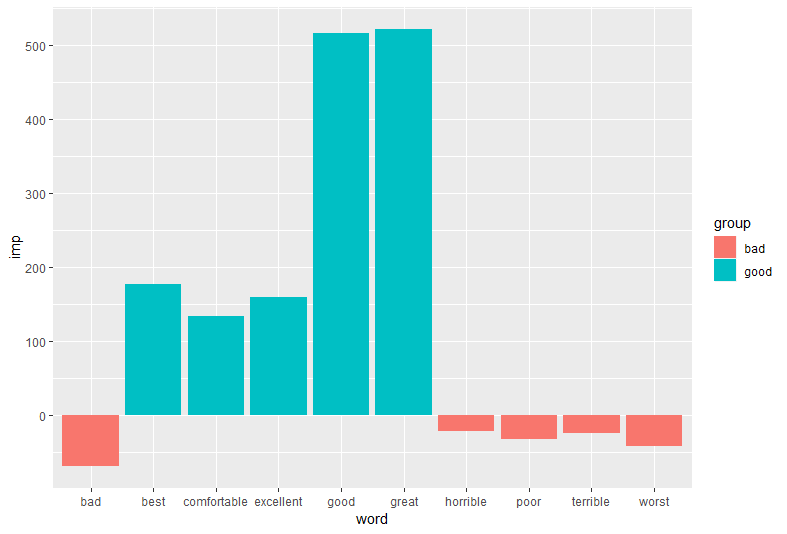 500
400
300
200
100
0
imp
bad best comfortable excellent good great horrible poor terrible worst
word
group
bad
good